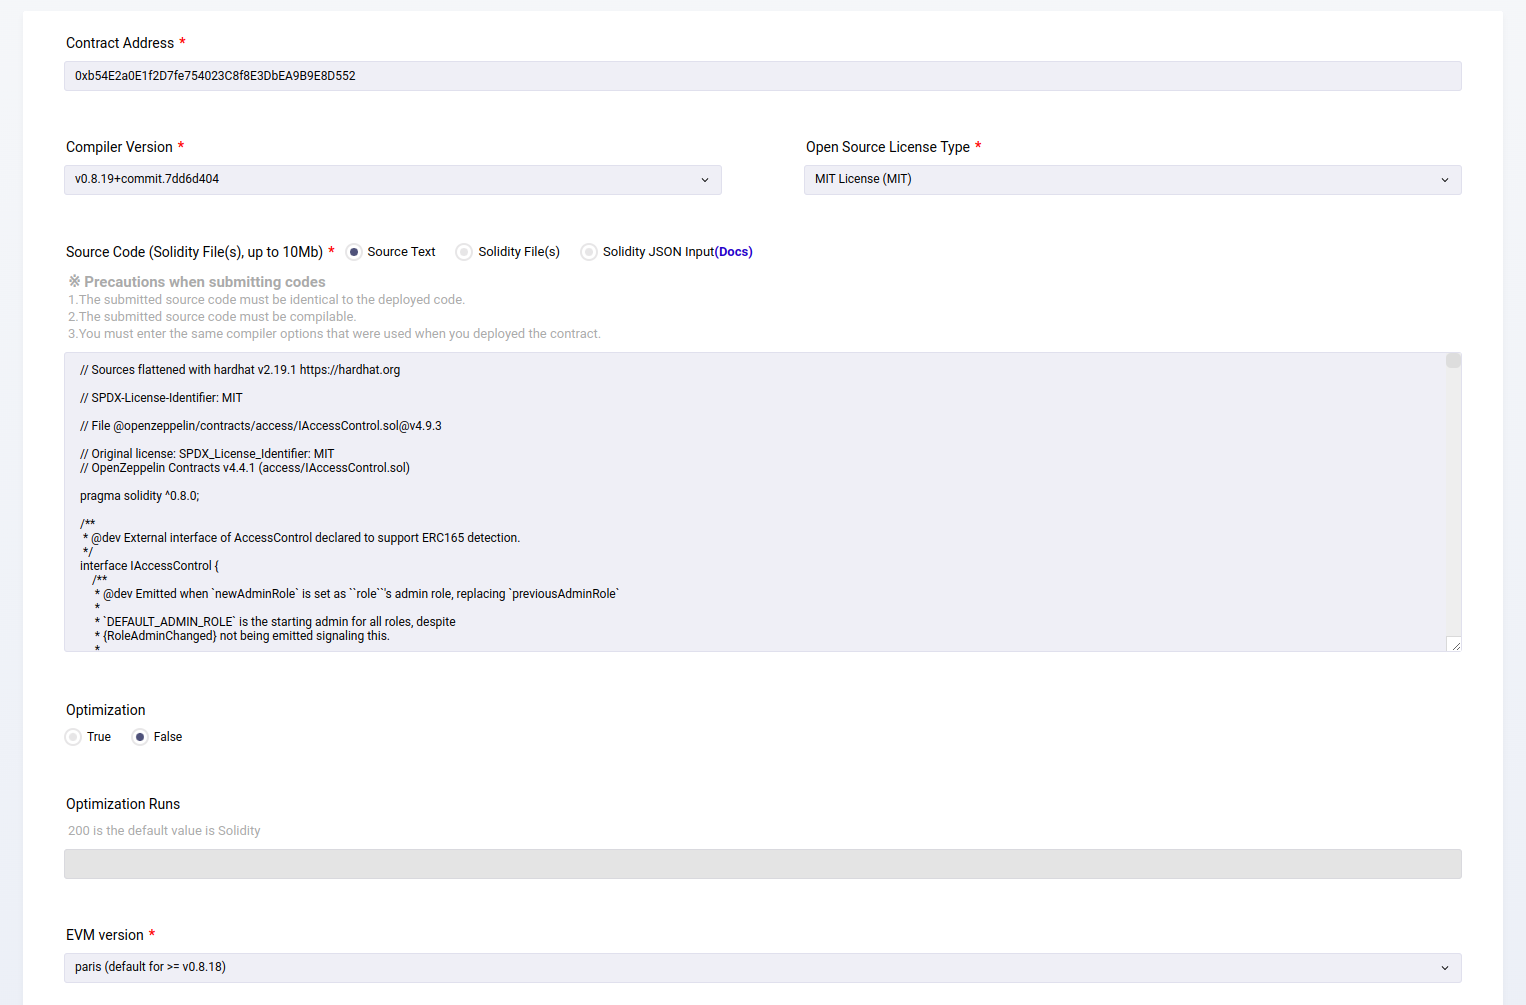 Contract Address *
0xb54E2a0E1f2D7fe754023C8f8E3DbEA9B9E8D552
Compiler Version *
Open Source License Type *
v0.8.19+commit.7dd6d404
MIT License (MIT)
Source Code (Solidity File(s), up to 10Mb) * Source Text Solidity File(s) Solidity JSON Input(Docs)
※ Precautions when submitting codes
1.The submitted source code must be identical to the deployed code.
2.The submitted source code must be compilable.
3.You must enter the same compiler options that were used when you deployed the contract.
// Sources flattened with hardhat v2.19.1 https://hardhat.org
// SPDX-License-Identifier: MIT
// File @openzeppelin/contracts/access/IAccessControl.sol@v4.9.3
// Original license: SPDX_License_Identifier: MIT
// OpenZeppelin Contracts v4.4.1 (access/IAccessControl.sol)
pragma solidity ^0.8.0;
/**
* @dev External interface of AccessControl declared to support ERC165 detection.
*/
interface IAccessControl {
/**
* @dev Emitted when `newAdminRole` is set as ``role``'s admin role, replacing `previousAdminRole`
*
* `DEFAULT_ADMIN_ROLE` is the starting admin for all roles, despite
* {RoleAdminChanged} not being emitted signaling this.
*
Optimization
True False
Optimization Runs
200 is the default value is Solidity
EVM version *
paris (default for >= v0.8.18)